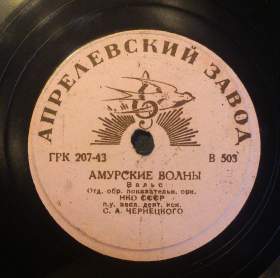 АПРЕЛЕВСКИЙ ЗАВОД
ГРК 207-43 В 503
АМУРСКИЕ ВОЛНЫ
Вальс
Отд. обр. показательн. орк.
НКО СССР
п.у. засл. деят. иск.
С. А. ЧЕРНЕЦКОГО